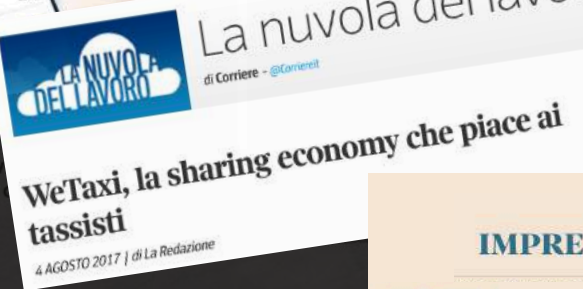 La nuvola del lavo
LA NUVOLA
DEL LAVORO
di Corriere - @Corriereit
WeTaxi, la sharing economy che piace ai
tassisti
4 AGOSTO 2017 | di La Redazione
IMPRE